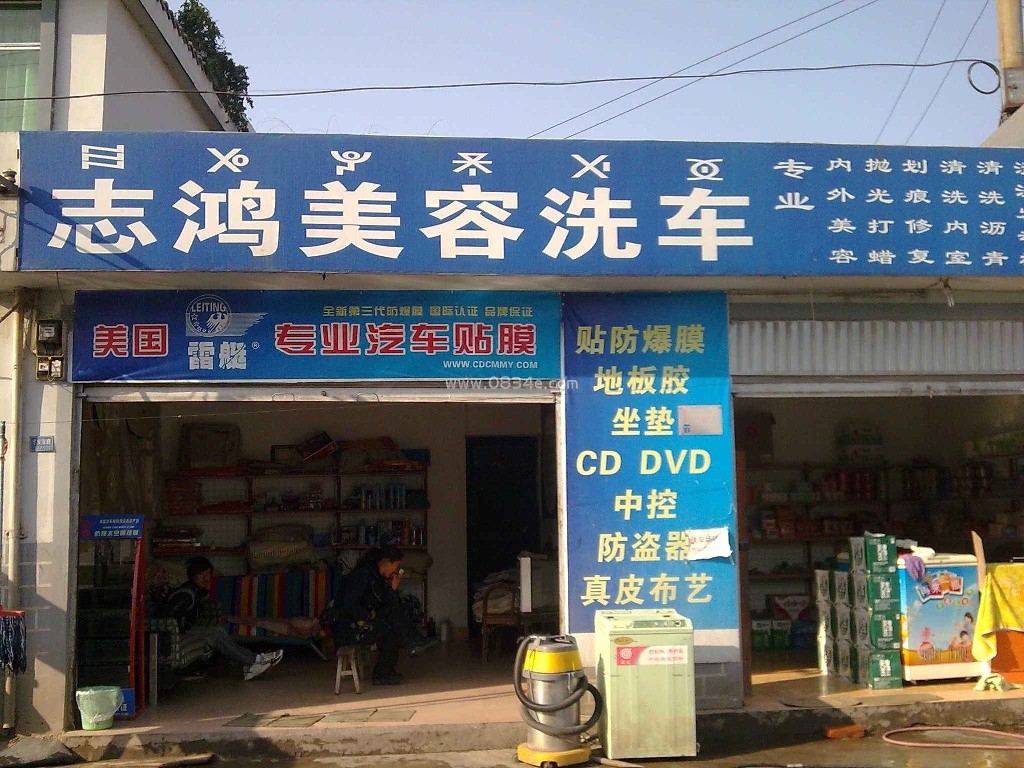 志鸿美容洗车
专业
内外美容
抛光打蜡
划痕修复
清洗内室
清洗沥青
LEITING
全新第三代防爆膜 国际认证 品牌保证
美国 雷艇® 专业汽车贴膜
WWW.CDCMMY.COM
www.0834e.com
贴防爆膜
地板胶
坐垫
CD DVD
中控
防盗器
真皮布艺